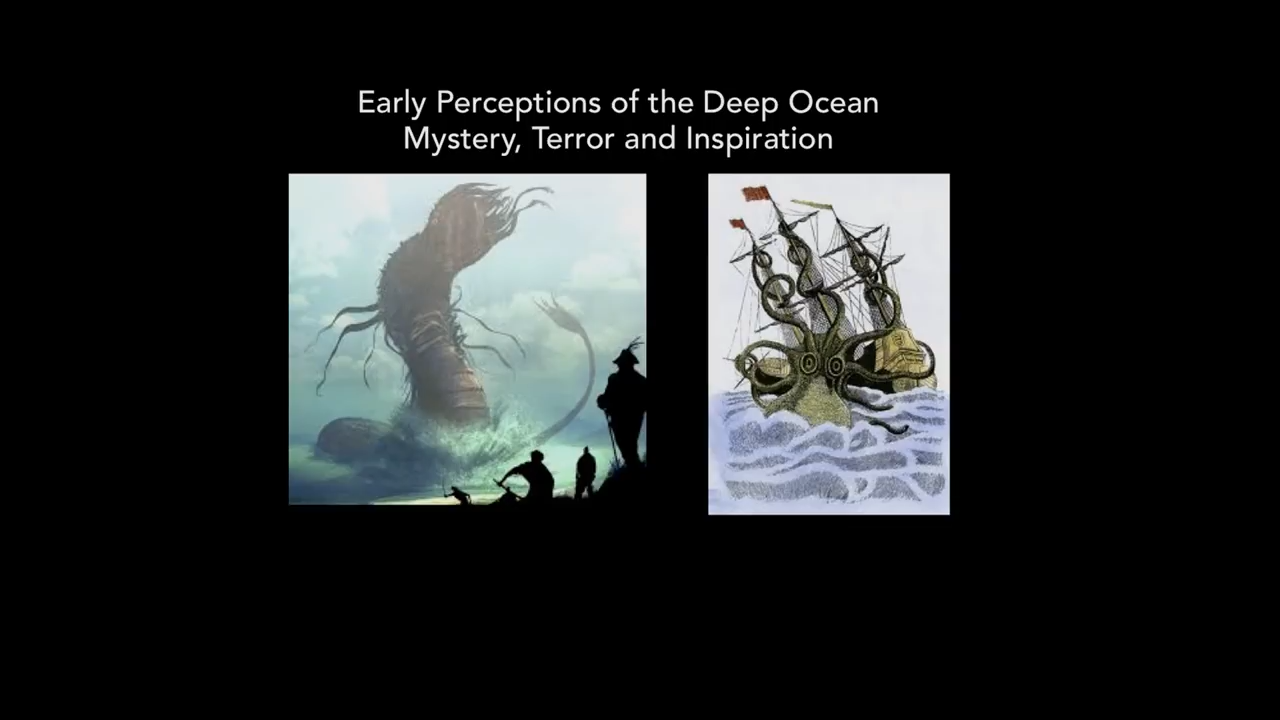 Early Perceptions of the Deep Ocean
Mystery, Terror and Inspiration